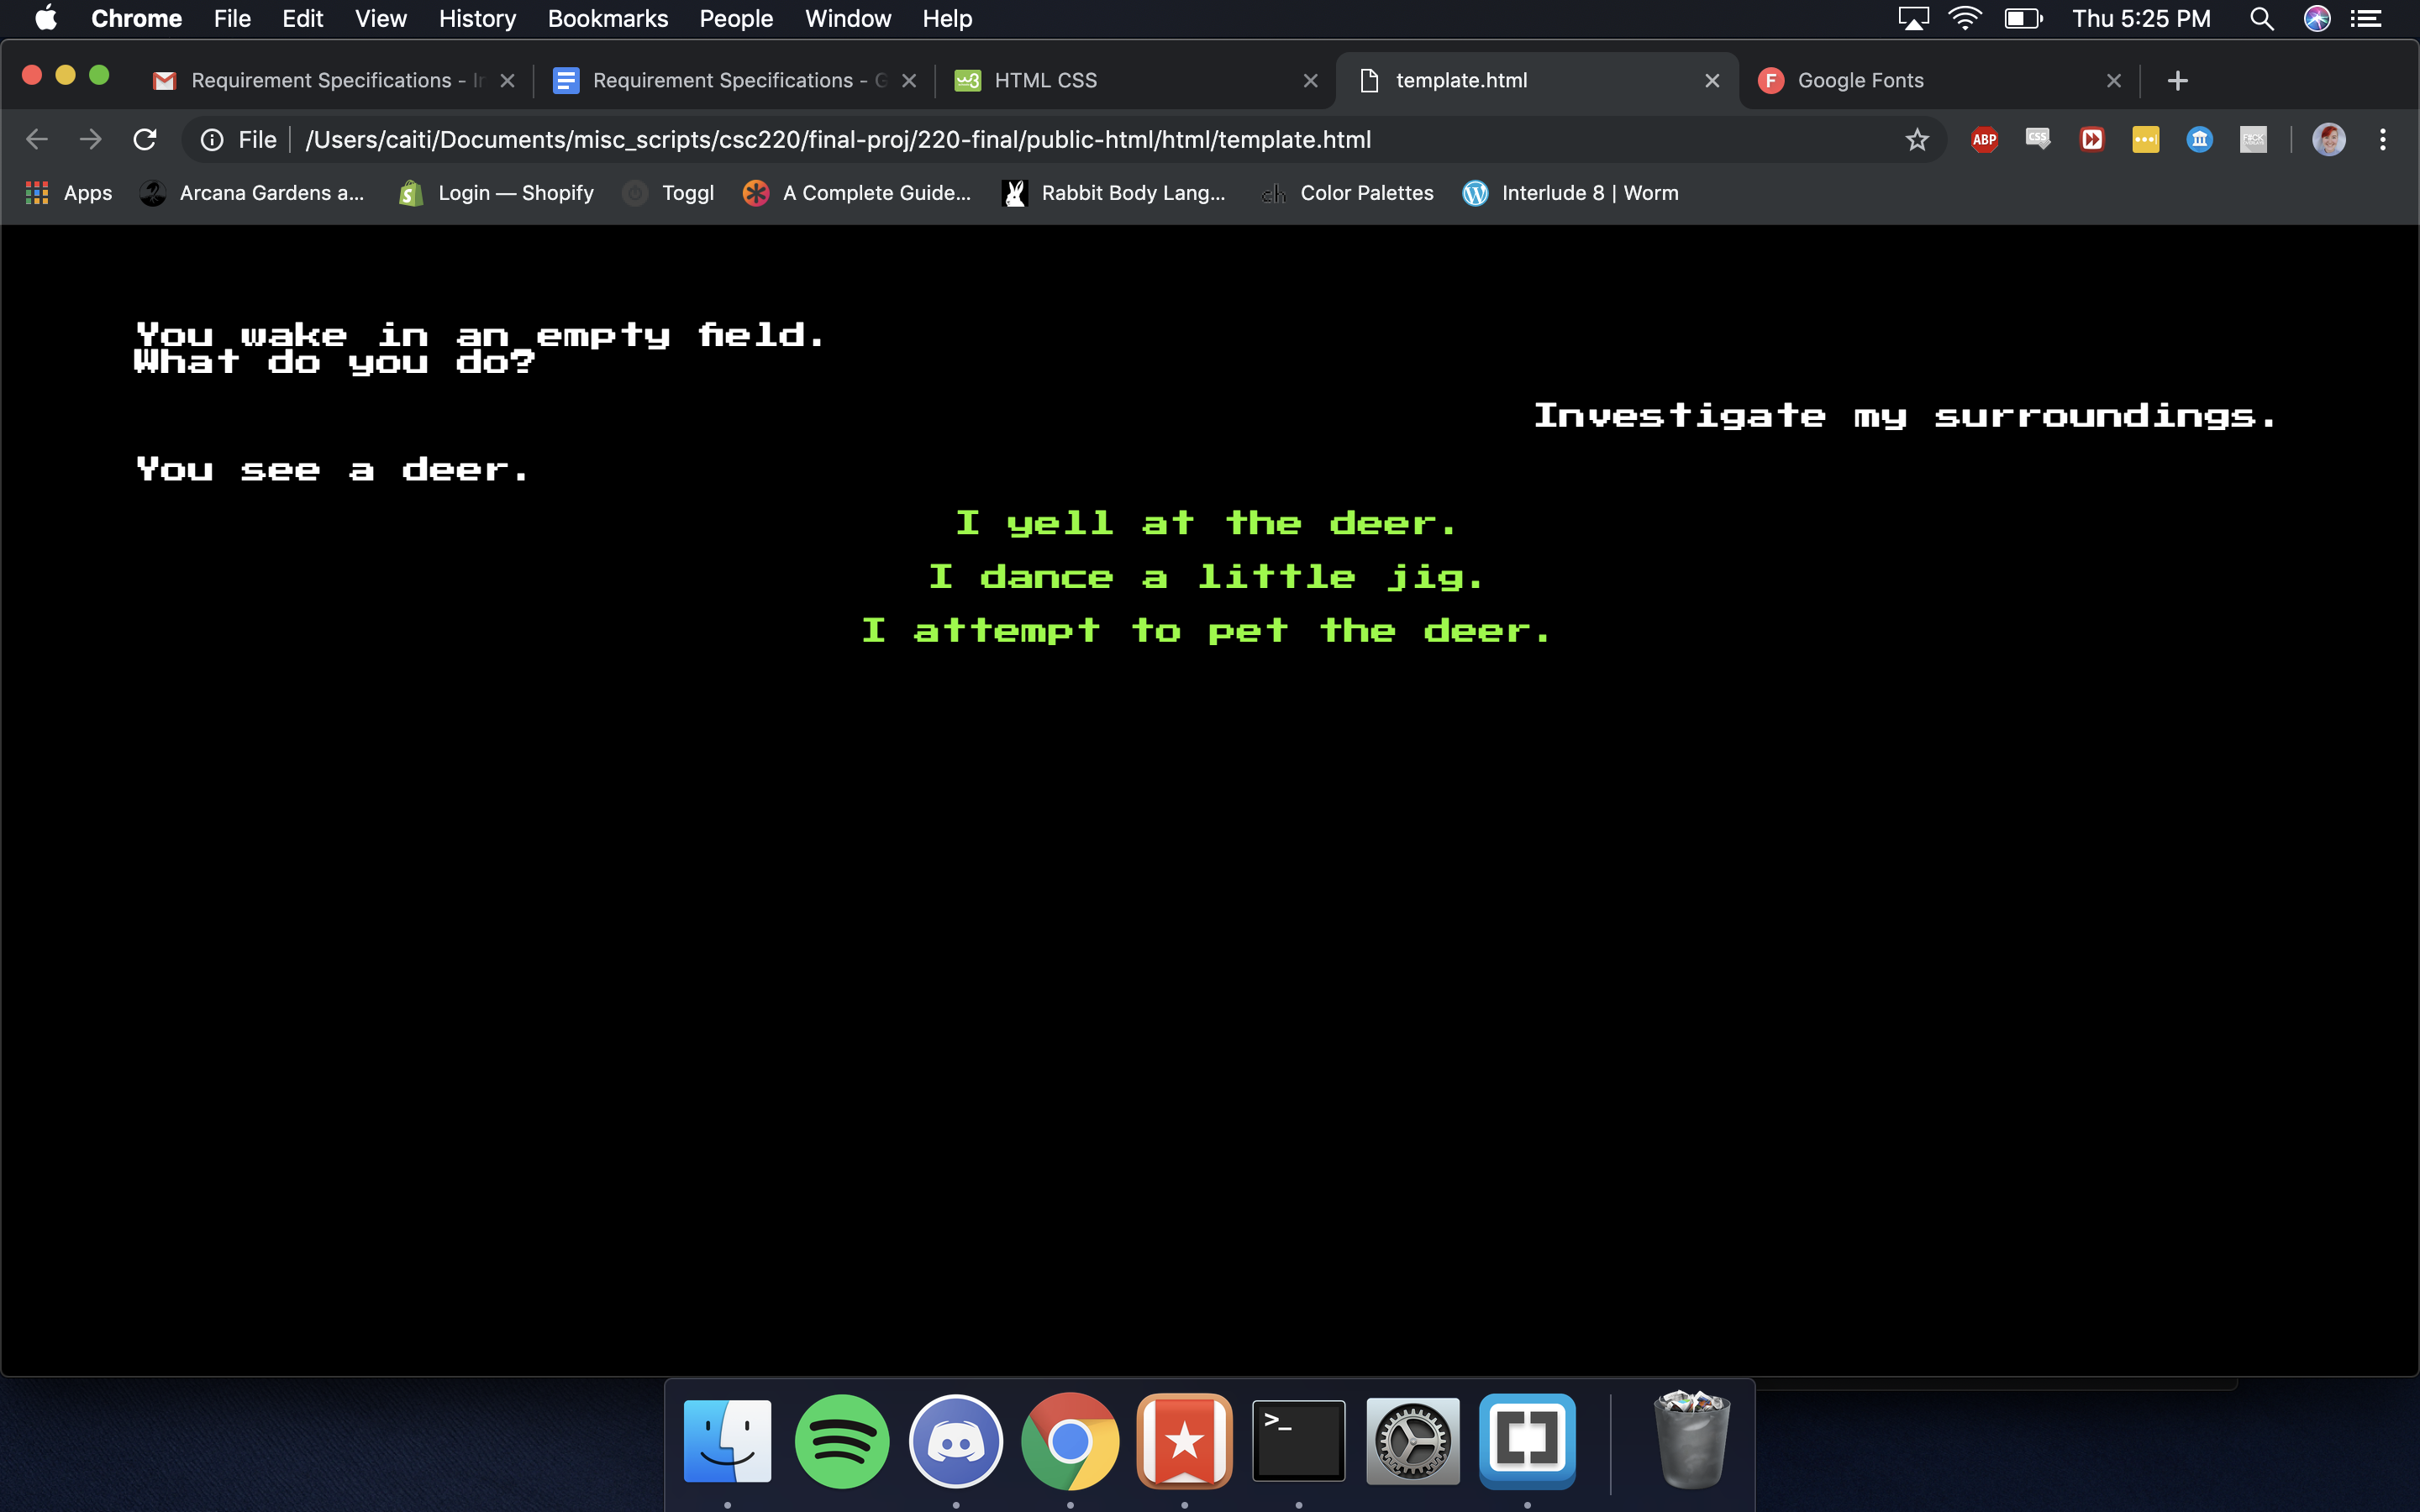 Chrome File Edit View History Bookmarks People Window Help Thu 5:25 PM
Requirement Specifications - Requirement Specifications - HTML CSS template.html Google Fonts
File /Users/caiti/Documents/misc_scripts/csc220/final-proj/220-final/public-html/html/template.html ABP CSS
Apps Arcana Gardens a... Login — Shopify Toggl A Complete Guide... ch Color Palettes Rabbit Body Lang... Interlude 8 | Worm
You wake in an empty field.
What do you do?
Investigate my surroundings.
You see a deer.
I yell at the deer.
I dance a little jig.
I attempt to pet the deer.